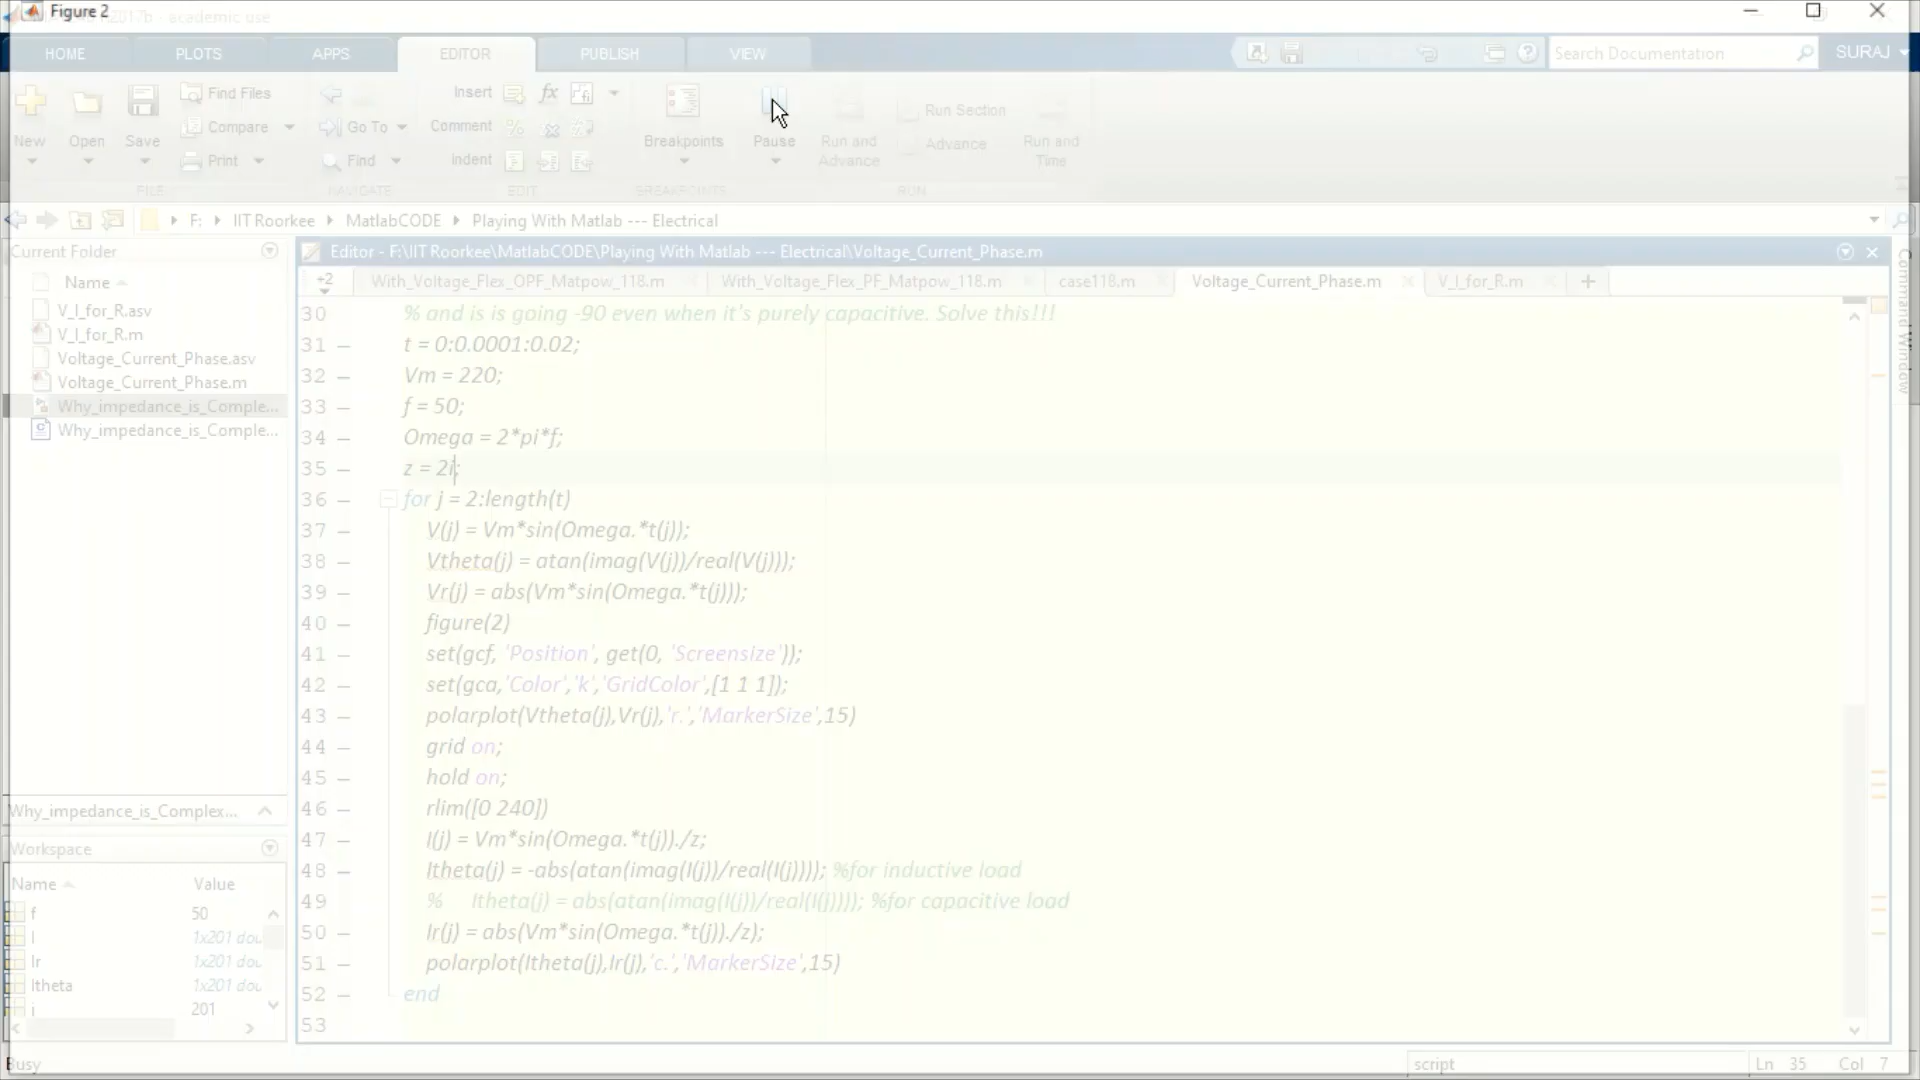 Figure 2
2017b - academic use
HOME PLOTS APPS EDITOR PUBLISH VIEW
Search Documentation
SURAJ
New
Open
Save
Find Files
Compare
Print
Go To
Find
Insert
fx
Comment
Indent
Breakpoints
Pause
Run and
Advance
Run Section
Advance
Run and
Time
FILE NAVIGATE EDIT BREAKPOINTS RUN
F: IIT Roorkee MatlabCODE Playing With Matlab --- Electrical
Current Folder
Name
V_I_for_R.asv
V_I_for_R.m
Voltage_Current_Phase.asv
Voltage_Current_Phase.m
Why_impedance_is_Comple...
Why_impedance_is_Comple...
Why_impedance_is_Complex...
Workspace
Name Value
f 50
I 1x201 dou
Ir 1x201 dou
Itheta 1x201 dou
j 201
Editor - F:\IIT Roorkee\MatlabCODE\Playing With Matlab --- Electrical\Voltage_Current_Phase.m
+2 With_Voltage_Flex_OPF_Matpow_118.m With_Voltage_Flex_PF_Matpow_118.m case118.m Voltage_Current_Phase.m V_I_for_R.m +
30 % and is is going -90 even when it's purely capacitive. Solve this!!!
31 – t = 0:0.0001:0.02;
32 – Vm = 220;
33 – f = 50;
34 – Omega = 2*pi*f;
35 – z = 2i;
36 – for j = 2:length(t)
37 – V(j) = Vm*sin(Omega.*t(j));
38 – Vtheta(j) = atan(imag(V(j))/real(V(j)));
39 – Vr(j) = abs(Vm*sin(Omega.*t(j)));
40 – figure(2)
41 – set(gcf, 'Position', get(0, 'Screensize'));
42 – set(gca,'Color','k','GridColor',[1 1 1]);
43 – polarplot(Vtheta(j),Vr(j),'r.','MarkerSize',15)
44 – grid on;
45 – hold on;
46 – rlim([0 240])
47 – I(j) = Vm*sin(Omega.*t(j))./z;
48 – Itheta(j) = -abs(atan(imag(I(j))/real(I(j)))); %for inductive load
49 – % Itheta(j) = abs(atan(imag(I(j))/real(I(j)))); %for capacitive load
50 – Ir(j) = abs(Vm*sin(Omega.*t(j))./z);
51 – polarplot(Itheta(j),Ir(j),'c.','MarkerSize',15)
52 – end
53
Command Window
Busy
script
Ln 35 Col 7